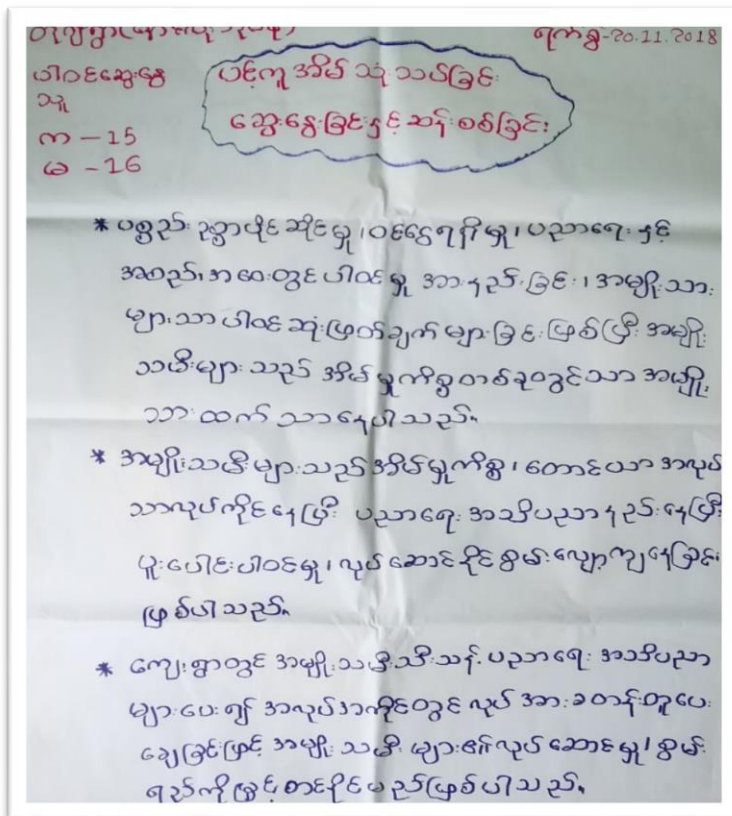 ရက်စွဲ-20.11.2018
ပါဝင်ဆွေးနွေး
သူ
က - 15
မ - 16
ပင့်ကူအိမ် သုံးသပ်ခြင်း
ဆွေးနွေးခြင်းနှင့် ဆန်းစစ်ခြင်း
* ပစ္စည်းဥစ္စာပိုင်ဆိုင်မှု၊ ဝင်ငွေရရှိမှု၊ ပညာရေးနှင့်
အစည်းအဝေးတွင်ပါဝင်မှု အားနည်းခြင်း၊ အမျိုးသား
များသာ ပါဝင်ဆုံးဖြတ်ချက် များခြင်းဖြစ်ပြီး အမျိုး
သမီးများ သည် အိမ်မှုကိစ္စတစ်ခုတွင်သာ အမျိုး
သားထက် သာနေပါသည်။
* အမျိုးသမီးများသည် အိမ်မှုကိစ္စ၊ တောင်ယာ အလုပ်
သာလုပ်ကိုင်နေပြီး ပညာရေး အသိပညာနည်းနေပြီး
ပူးပေါင်းပါဝင်မှု၊ လုပ်ဆောင်နိုင်စွမ်းလျော့ကျနေခြင်း
ဖြစ်ပါသည်။
* ကျေးရွာတွင် အမျိုးသမီးသီးသန့် ပညာရေး အသိပညာ
များပေး၍ အလုပ်အကိုင်တွင် လုပ်အားခတန်းတူပေး
ချေခြင်းဖြင့် အမျိုးသမီး များ၏လုပ်ဆောင်မှု၊ စွမ်း
ရည်ကိုမြှင့်တင်နိုင်မည်ဖြစ်ပါသည်။